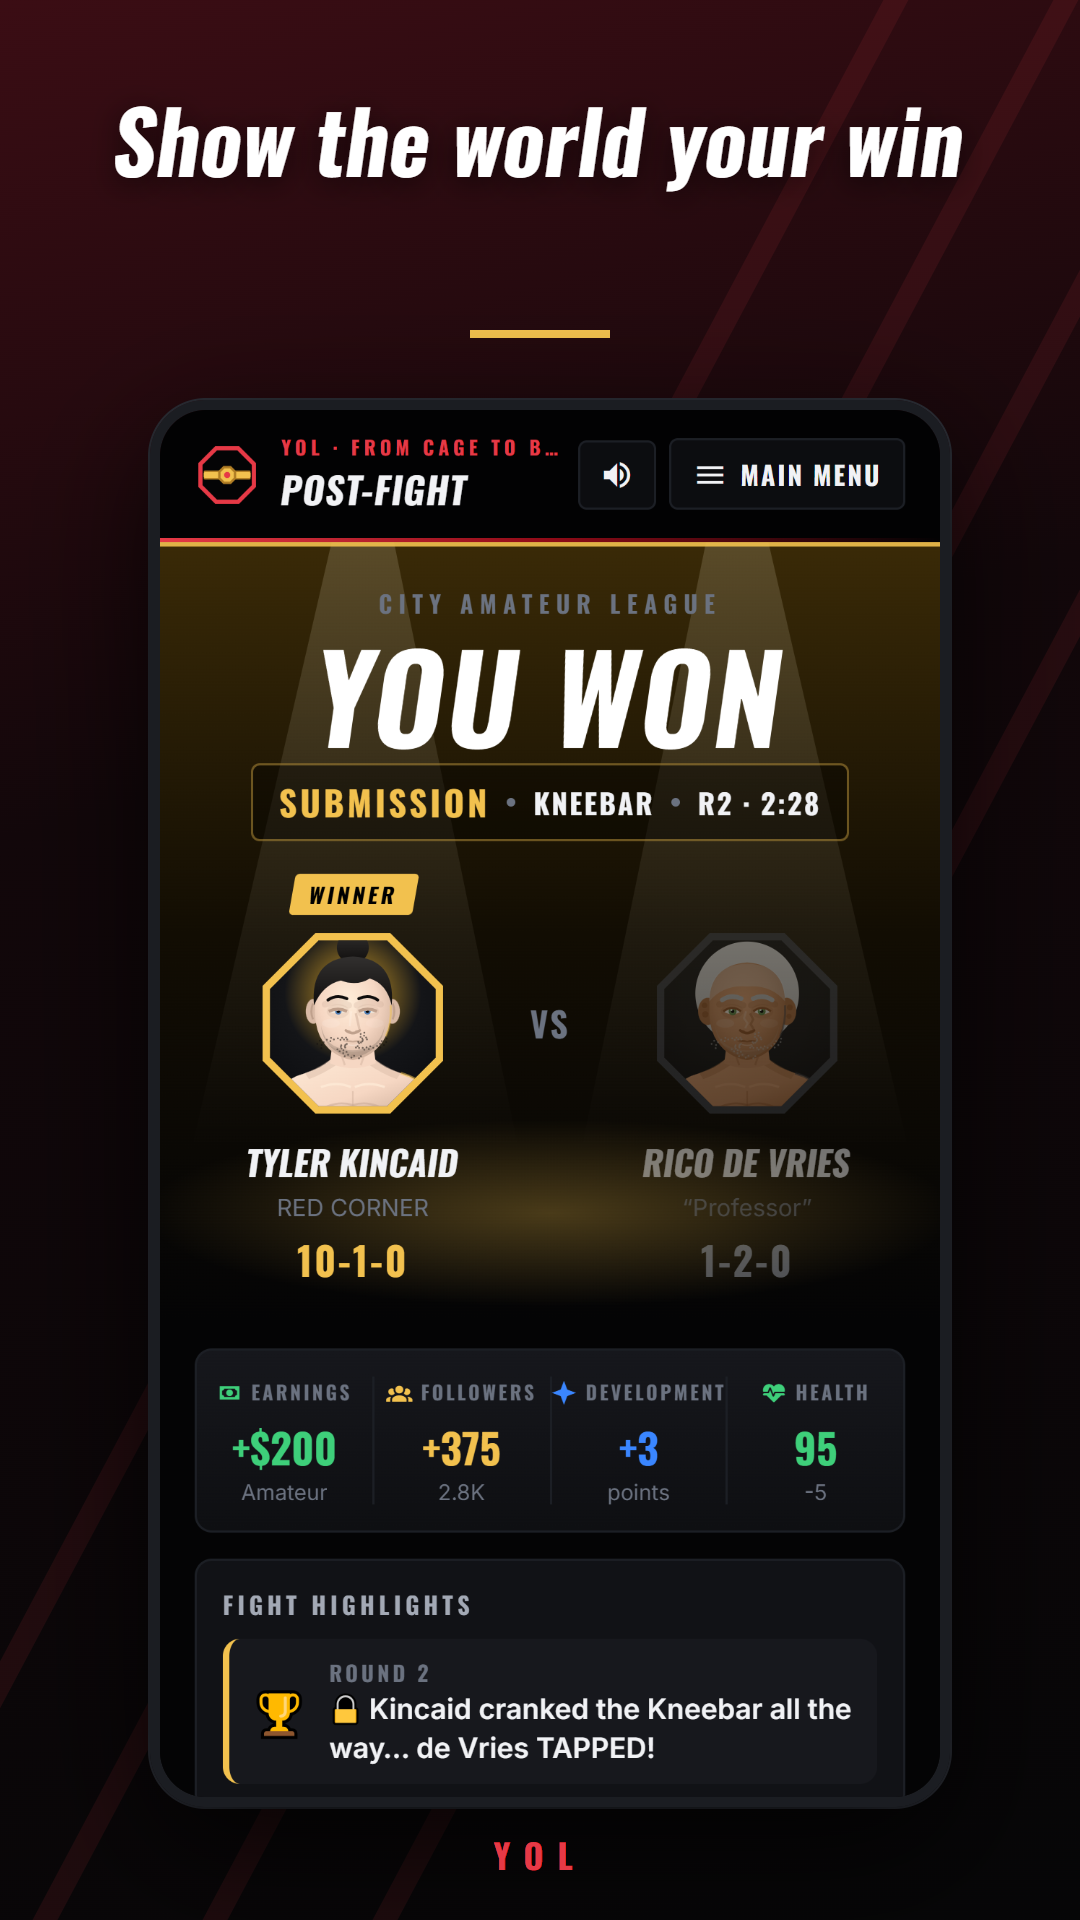 Show the world your win
YOL · FROM CAGE TO B...
POST-FIGHT
MAIN MENU
CITY AMATEUR LEAGUE
YOU WON
SUBMISSION • KNEEBAR • R2 · 2:28
WINNER
VS
TYLER KINCAID
RED CORNER
10-1-0
RICO DE VRIES
“Professor”
1-2-0
EARNINGS
+$200
Amateur
FOLLOWERS
+375
2.8K
DEVELOPMENT
+3
points
HEALTH
95
-5
FIGHT HIGHLIGHTS
ROUND 2
🔒 Kincaid cranked the Kneebar all the
way... de Vries TAPPED!
YOL